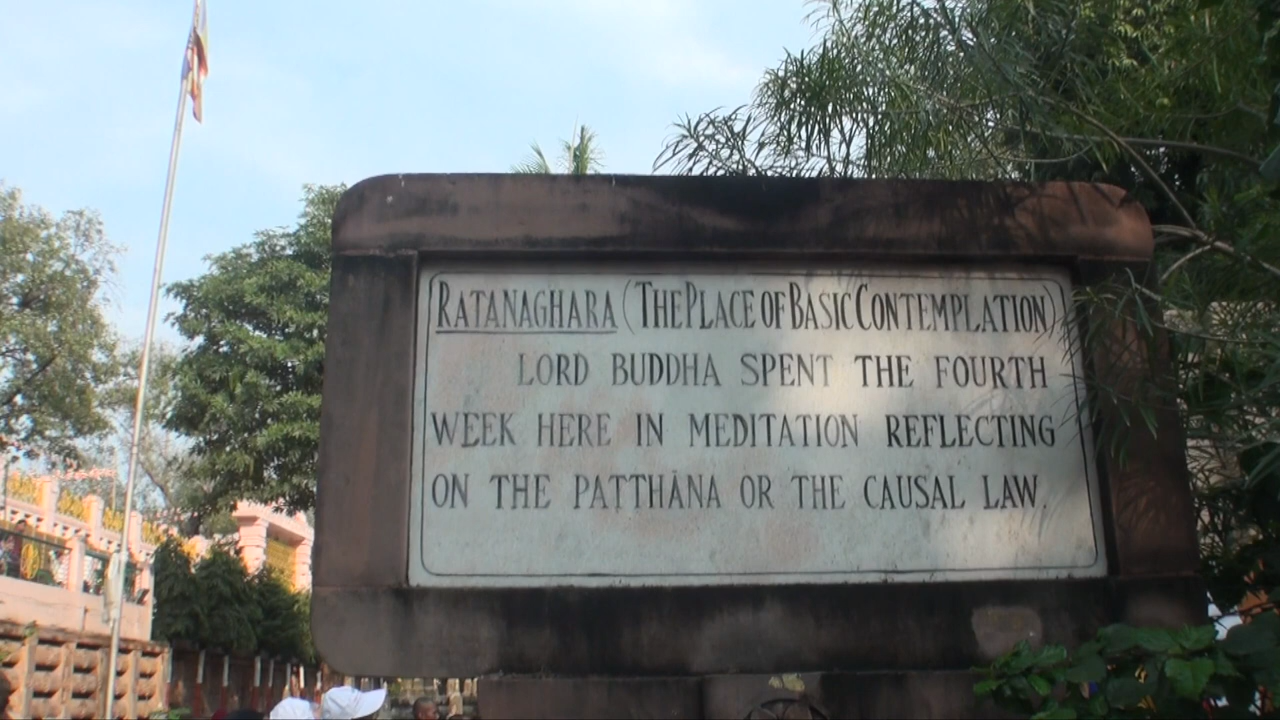 RATANAGHARA (THE PLACE OF BASIC CONTEMPLATION)
LORD BUDDHA SPENT THE FOURTH
WEEK HERE IN MEDITATION REFLECTING
ON THE PATTHĀNA OR THE CAUSAL LAW.